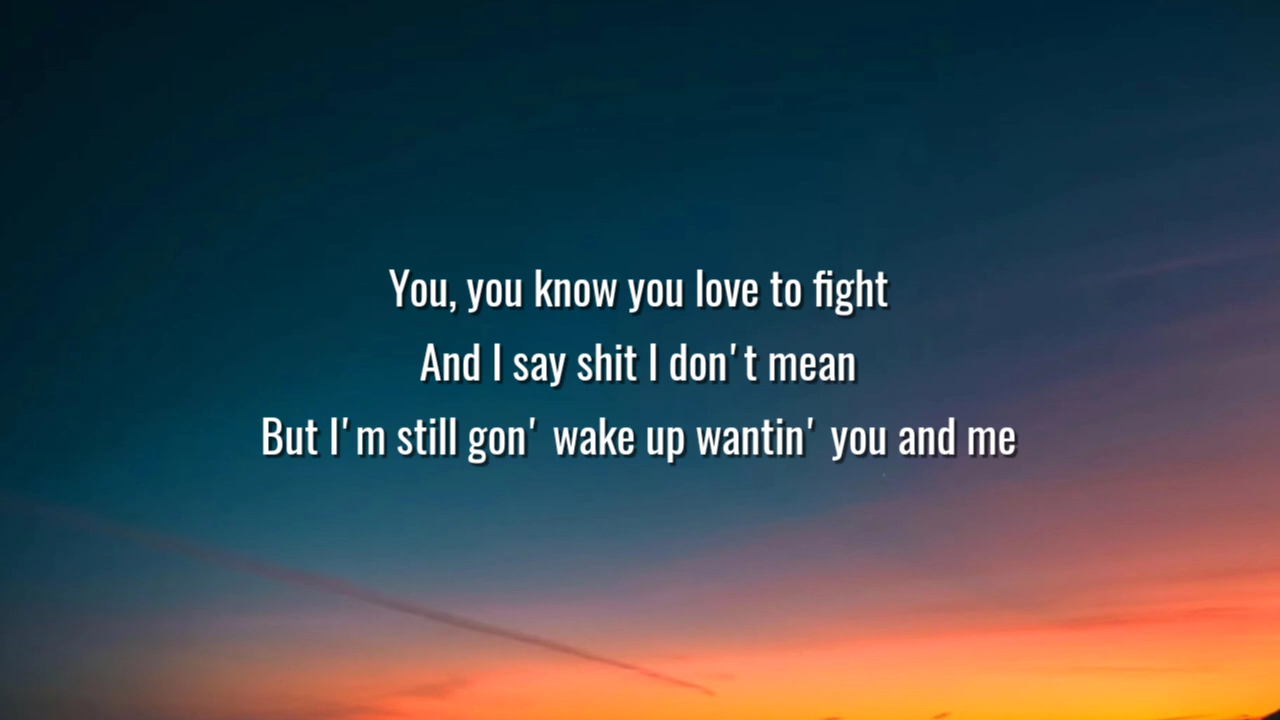 You, you know you love to fight
And I say shit I don't mean
But I'm still gon' wake up wantin' you and me